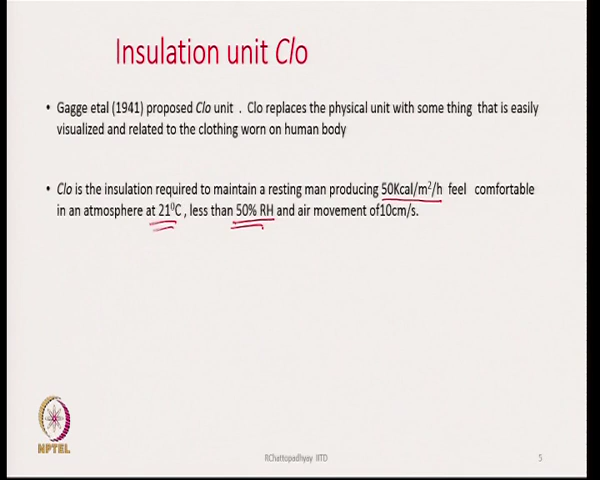 Insulation unit Clo
• Gagge etal (1941) proposed Clo unit . Clo replaces the physical unit with some thing that is easily
visualized and related to the clothing worn on human body
• Clo is the insulation required to maintain a resting man producing 50Kcal/m²/h feel comfortable
in an atmosphere at 21⁰C , less than 50% RH and air movement of10cm/s.
NPTEL
RChattopadhyay IITD
5